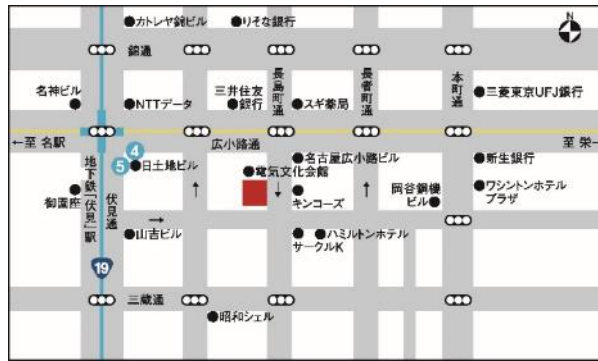 カトレヤ錦ビル
りそな銀行
N
錦通
名神ビル
NTTデータ
三井住友
銀行
長島町通
スギ薬局
長者町通
本町通
三菱東京UFJ銀行
←至 名駅
広小路通
至 栄→
4
5
日土地ビル
電気文化会館
名古屋広小路ビル
新生銀行
地下鉄「伏見」駅
伏見通
御園座
キンコーズ
岡谷鋼機
ビル
ワシントンホテル
プラザ
山吉ビル
サークルK
ハミルトンホテル
19
三蔵通
昭和シェル